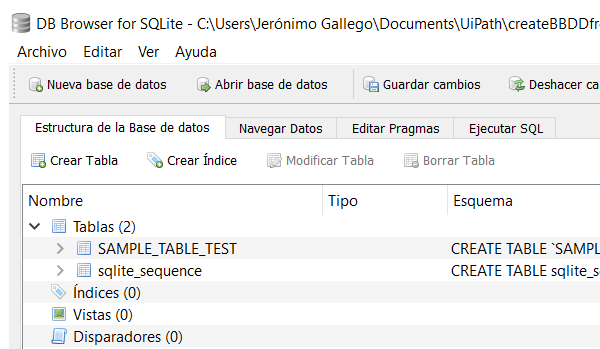 DB Browser for SQLite - C:\Users\Jerónimo Gallego\Documents\UiPath\createBBDDfr
Archivo Editar Ver Ayuda
Nueva base de datos Abrir base de datos Guardar cambios Deshacer ca
Estructura de la Base de datos Navegar Datos Editar Pragmas Ejecutar SQL
Crear Tabla Crear Índice Modificar Tabla Borrar Tabla
Nombre Tipo Esquema
Tablas (2)
SAMPLE_TABLE_TEST CREATE TABLE `SAMPL
sqlite_sequence CREATE TABLE sqlite_s
Índices (0)
Vistas (0)
Disparadores (0)